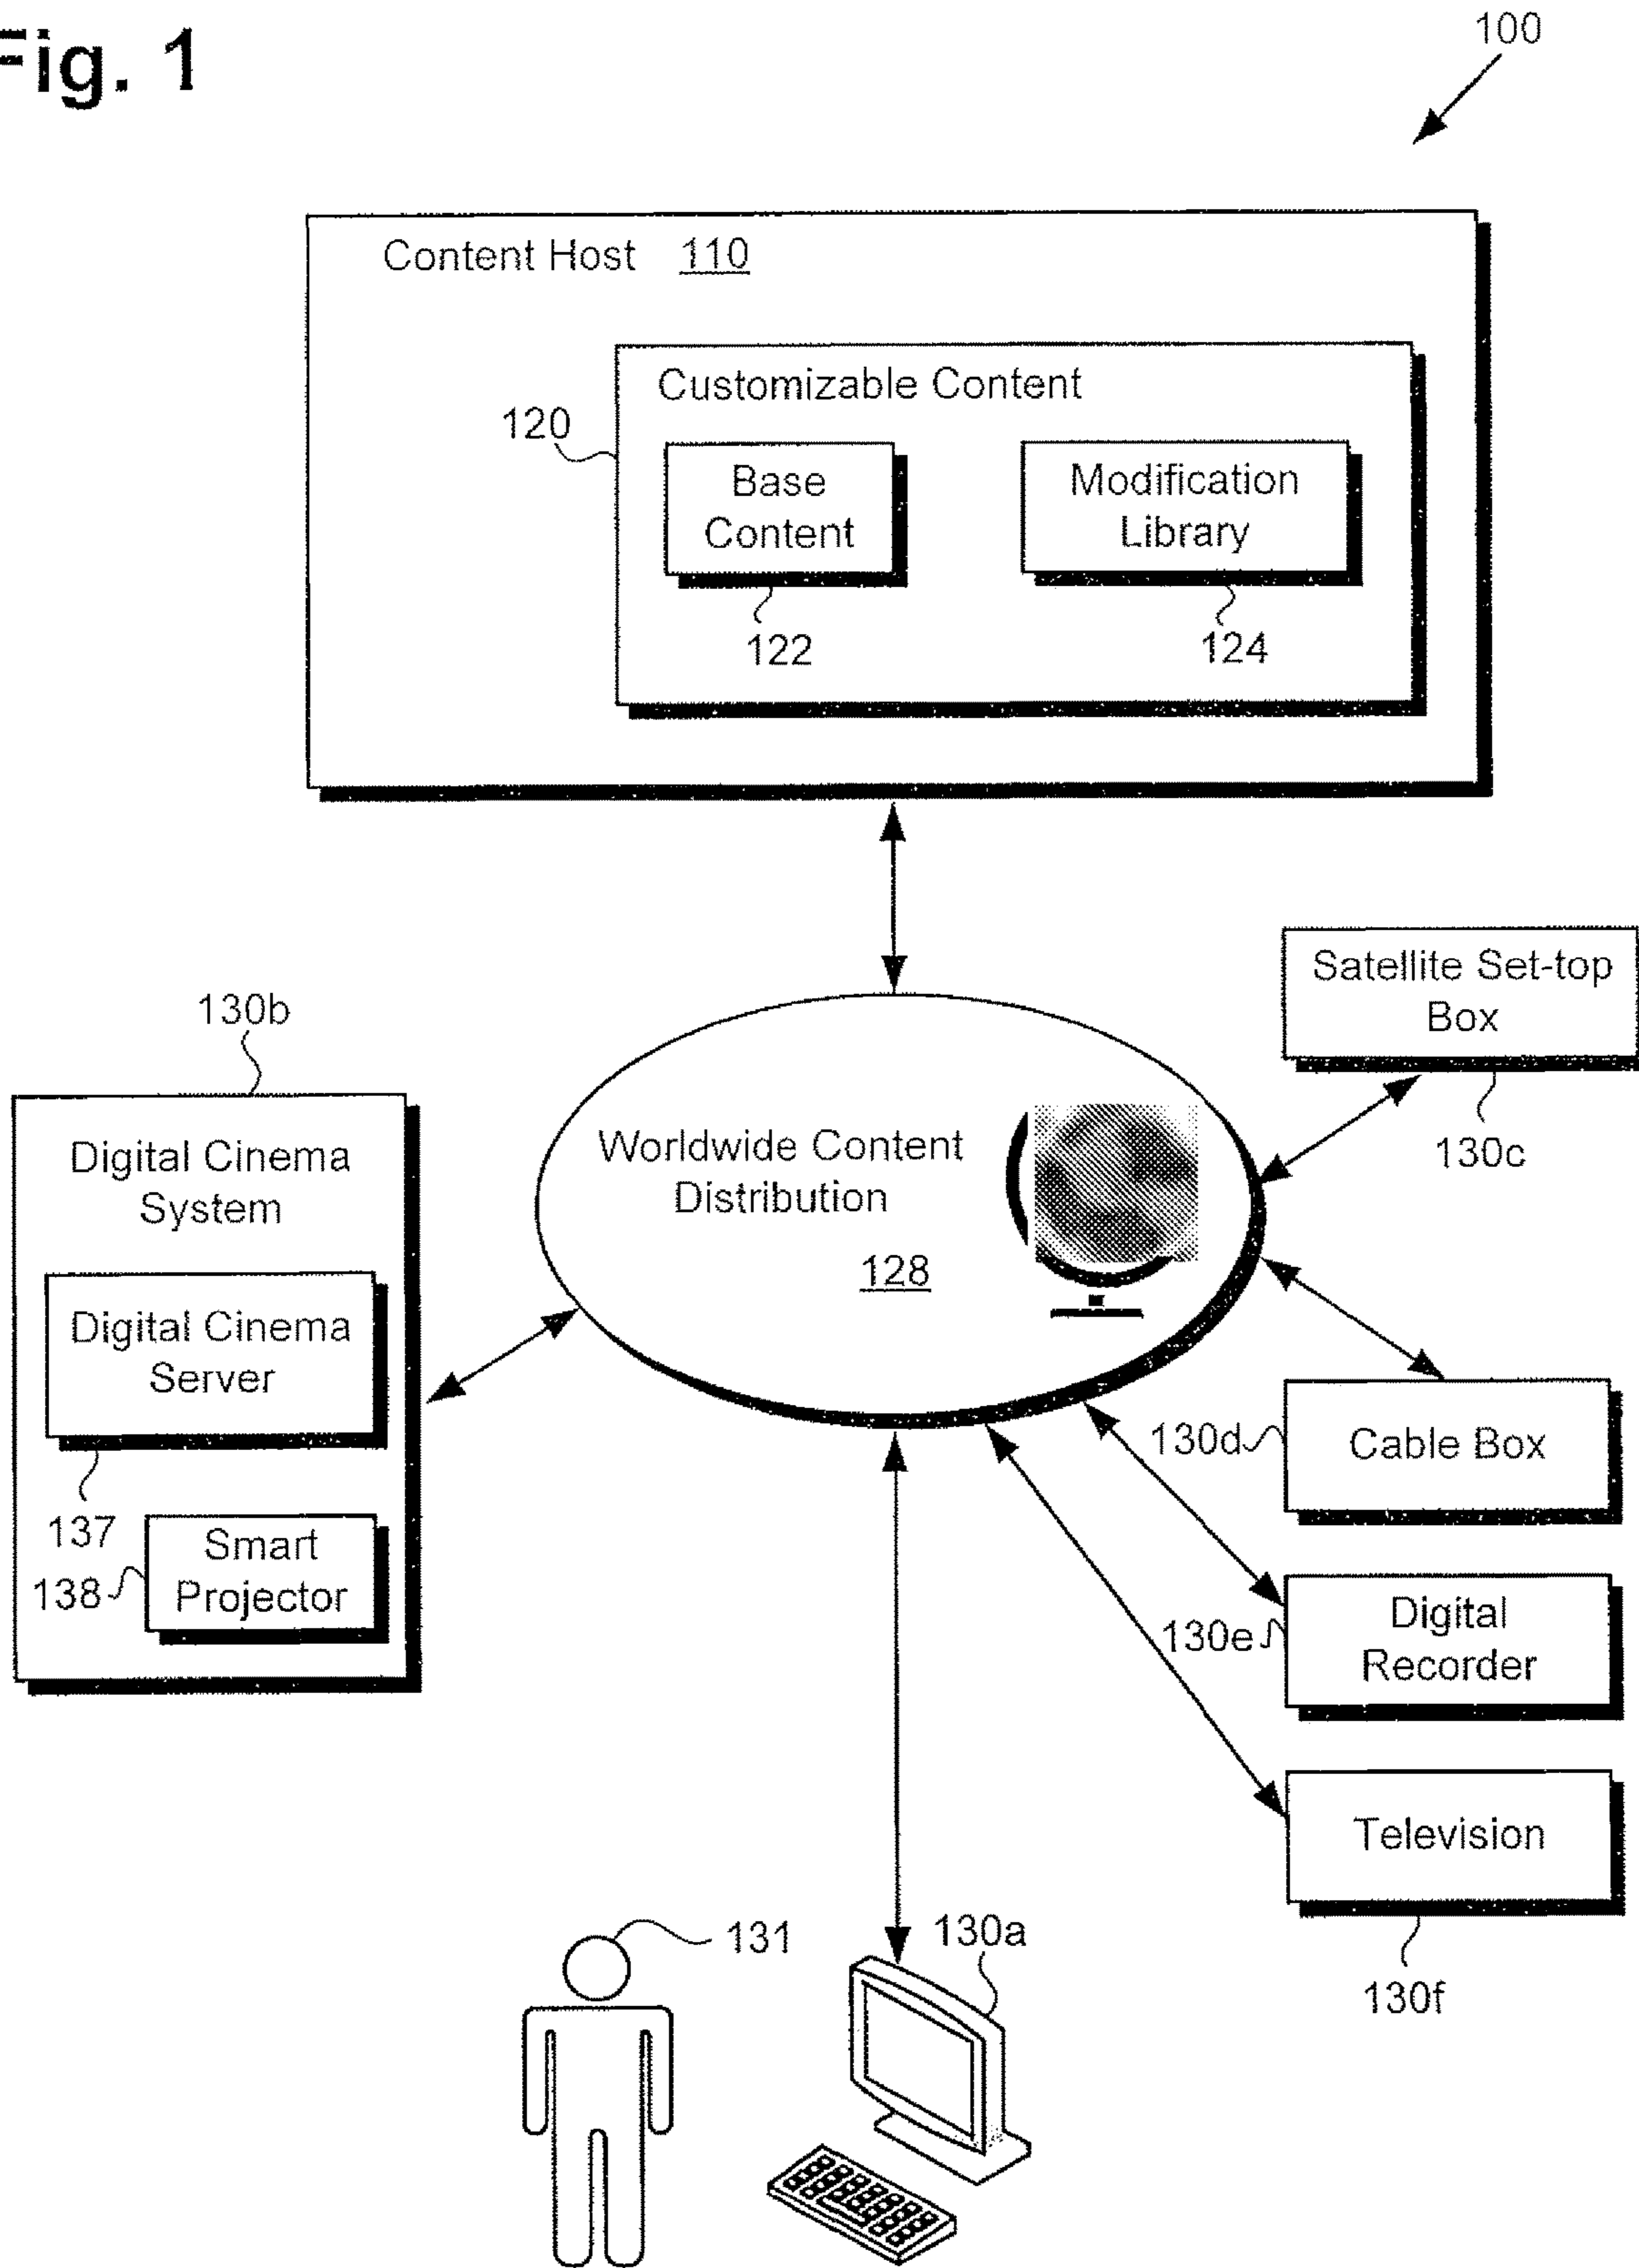 Fig. 1
100
Content Host 110
Customizable Content
120
Base
Content
Modification
Library
122
124
Satellite Set-top
Box
130c
130b
Digital Cinema
System
Digital Cinema
Server
137
Smart
Projector
138
Worldwide Content
Distribution
128
130d
Cable Box
130e
Digital
Recorder
Television
130f
131
130a